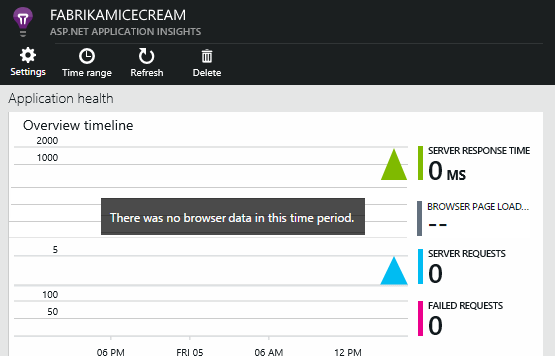 FABRIKAMICECREAM
ASP.NET APPLICATION INSIGHTS
Settings Time range Refresh Delete
Application health
Overview timeline
2000
1000
SERVER RESPONSE TIME
0 MS
There was no browser data in this time period.
BROWSER PAGE LOAD...
--
5
SERVER REQUESTS
0
100
50
FAILED REQUESTS
0
06 PM FRI 05 06 AM 12 PM